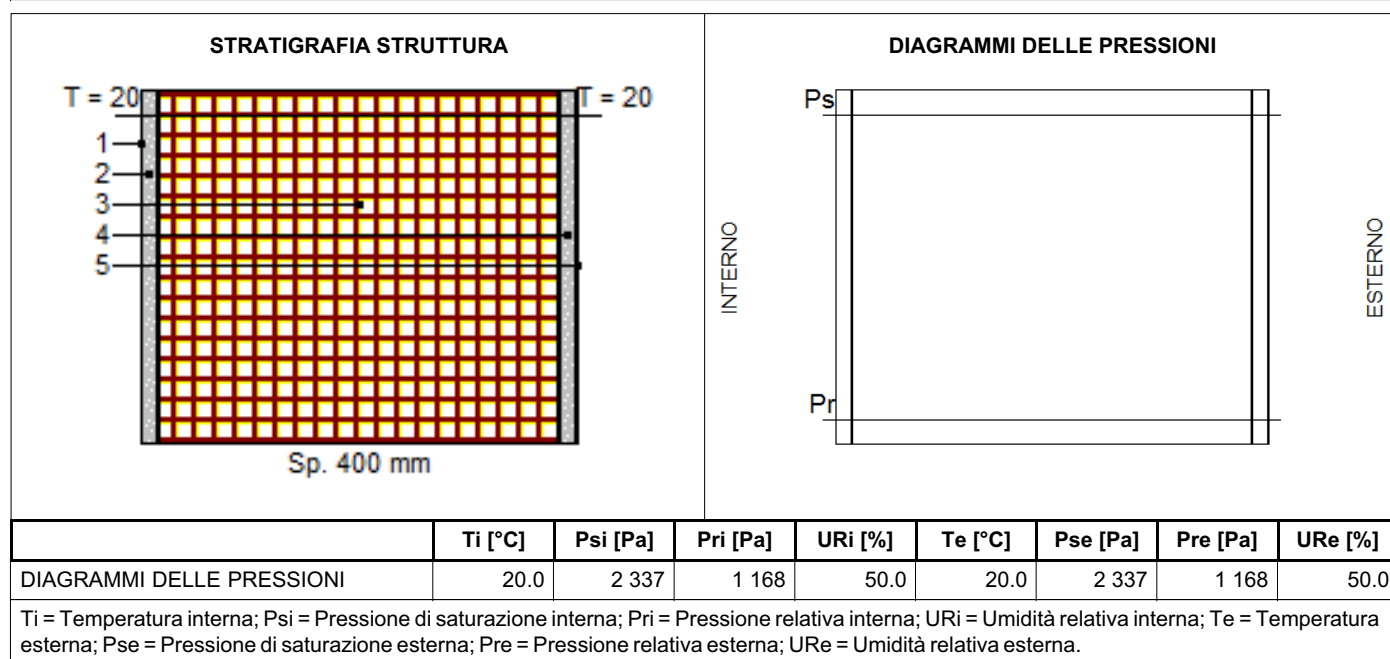 STRATIGRAFIA STRUTTURA
T = 20
T = 20
1
2
3
4
5
Sp. 400 mm
DIAGRAMMI DELLE PRESSIONI
Ps
Pr
INTERNO
ESTERNO
Ti [°C] Psi [Pa] Pri [Pa] URi [%] Te [°C] Pse [Pa] Pre [Pa] URe [%]
DIAGRAMMI DELLE PRESSIONI 20.0 2 337 1 168 50.0 20.0 2 337 1 168 50.0
Ti = Temperatura interna; Psi = Pressione di saturazione interna; Pri = Pressione relativa interna; URi = Umidità relativa interna; Te = Temperatura
esterna; Pse = Pressione di saturazione esterna; Pre = Pressione relativa esterna; URe = Umidità relativa esterna.